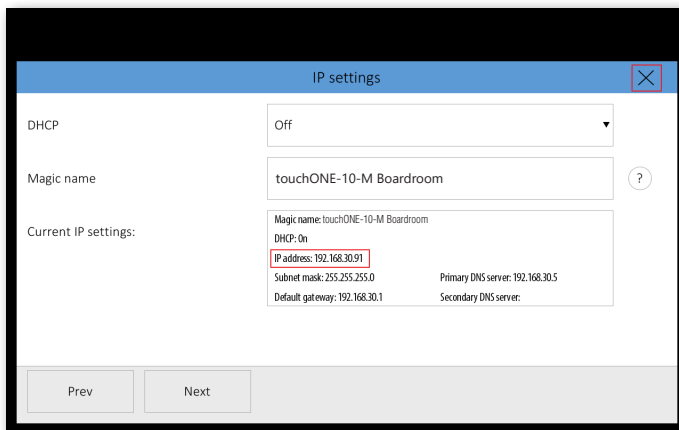 IP settings
DHCP
Off
Magic name
touchONE-10-M Boardroom
?
Current IP settings:
Magic name: touchONE-10-M Boardroom
DHCP: On
IP address: 192.168.30.91
Subnet mask: 255.255.255.0 Primary DNS server: 192.168.30.5
Default gateway: 192.168.30.1 Secondary DNS server:
Prev Next